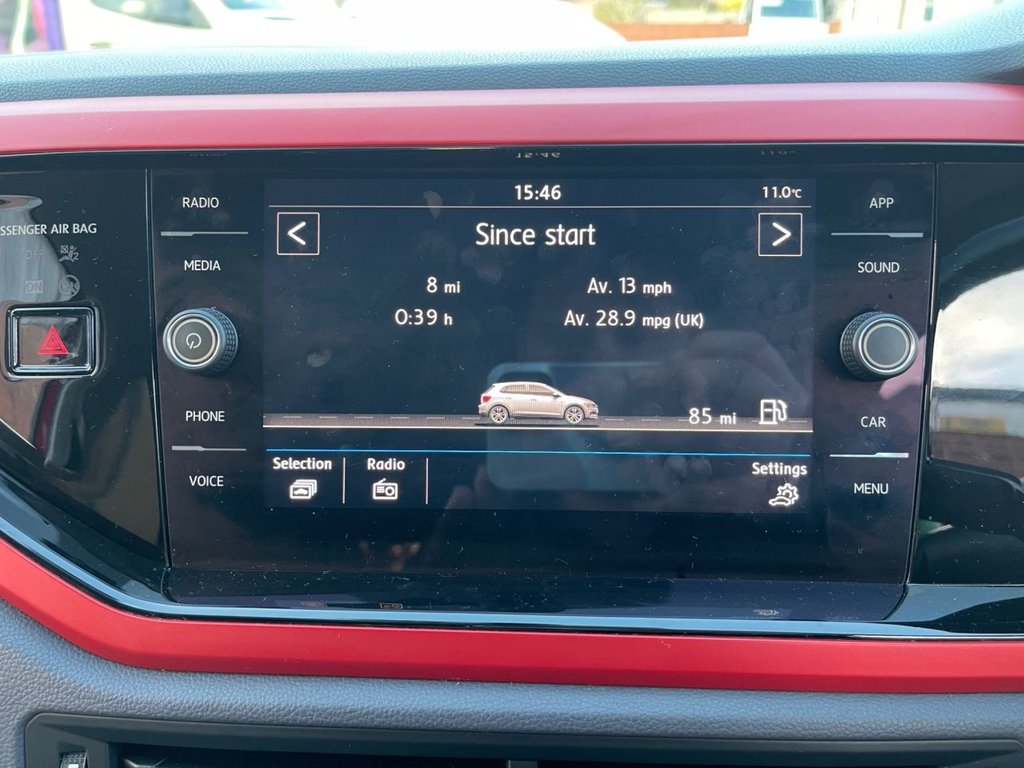 15:46 11.0°C
RADIO
APP
SSENGER AIR BAG
< Since start >
OFF
MEDIA
SOUND
8 mi Av. 13 mph
ON
0:39 h Av. 28.9 mpg (UK)
PHONE
85 mi
CAR
Selection Radio Settings
VOICE
MENU